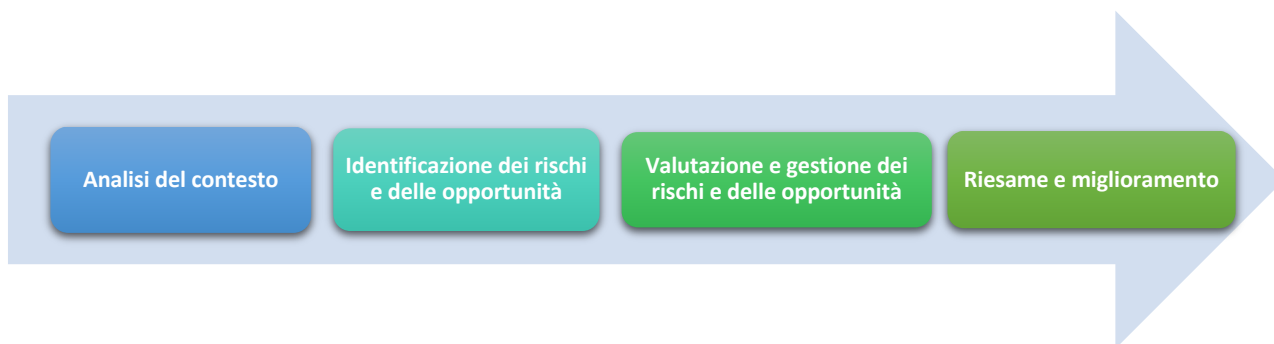 Analisi del contesto
Identificazione dei rischi
e delle opportunità
Valutazione e gestione dei
rischi e delle opportunità
Riesame e miglioramento